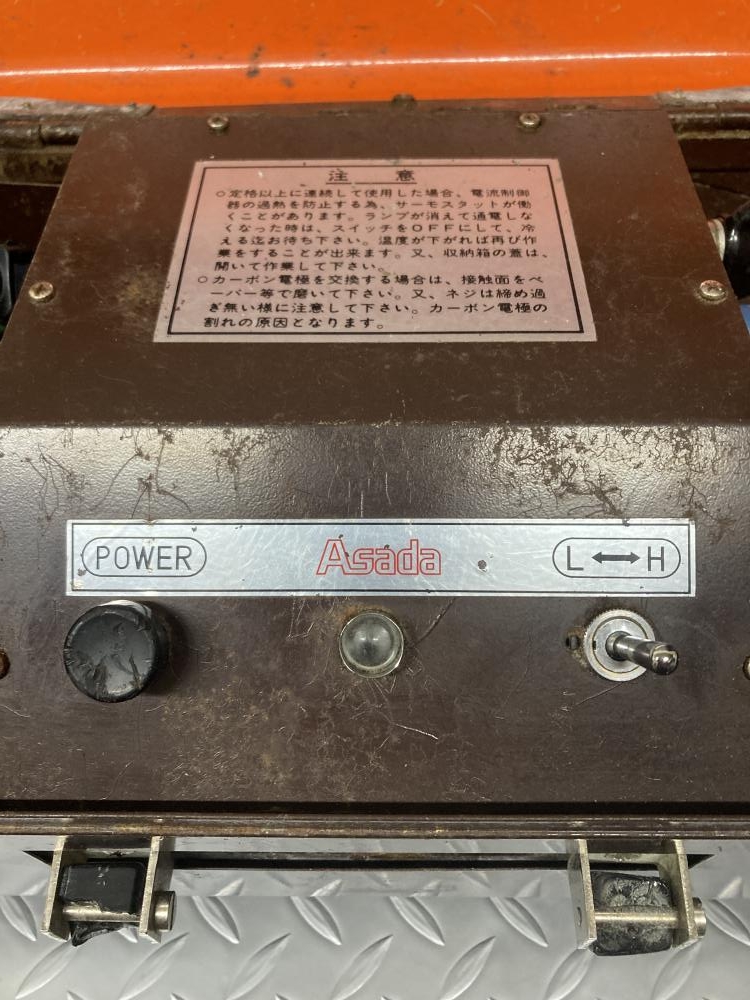 注 意
○定格以上に連続して使用した場合、電流制御
器の過熱を防止する為、サーモスタットが働
くことがあります。ランプが消えて通電しな
くなった時は、スイッチをOFFにして、冷
える迄お待ち下さい。温度が下がれば再び作
業をすることが出来ます。又、収納箱の蓋は、
開いて作業して下さい。
○カーボン電極を交換する場合は、接触面をペ
ーパー等で磨いて下さい。又、ネジは締め過
ぎ無い様に注意して下さい。カーボン電極の
割れの原因となります。
POWER Asada L ↔ H